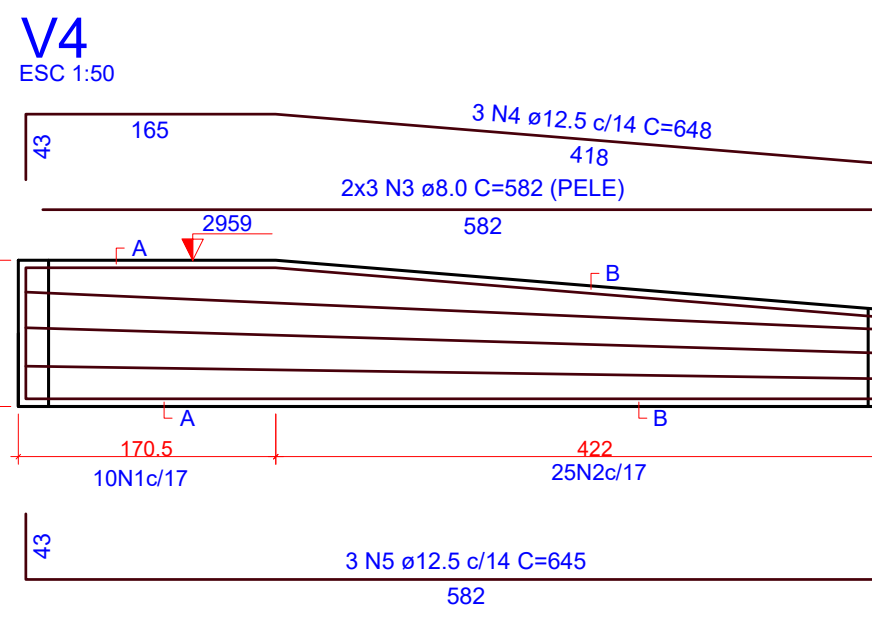 V4
ESC 1:50
3 N4 ø12.5 c/14 C=648
165
43
418
2x3 N3 ø8.0 C=582 (PELE)
2959
582
A
B
A
B
170.5
422
10N1c/17
25N2c/17
43
3 N5 ø12.5 c/14 C=645
582